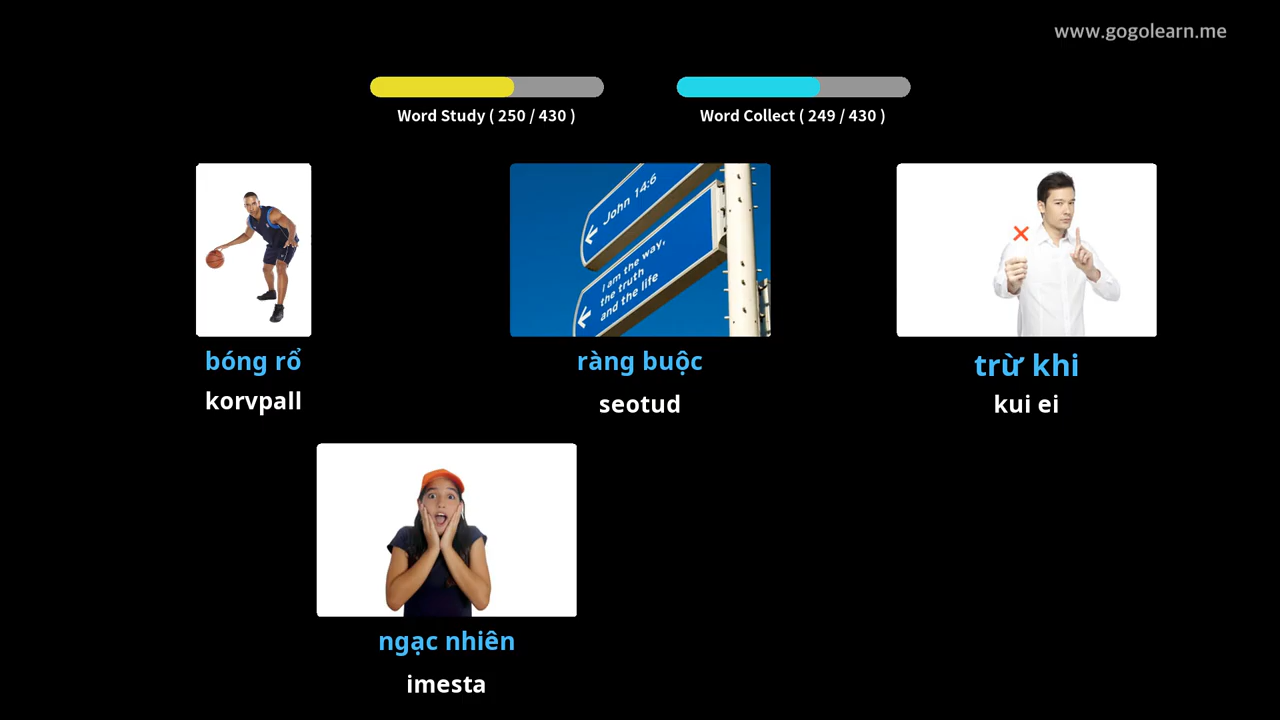 www.gogolearn.me
Word Study ( 250 / 430 )
Word Collect ( 249 / 430 )
John 14:6
I am the way,
the truth
and the life
bóng rổ
ràng buộc
trừ khi
korvpall
seotud
kui ei
ngạc nhiên
imesta